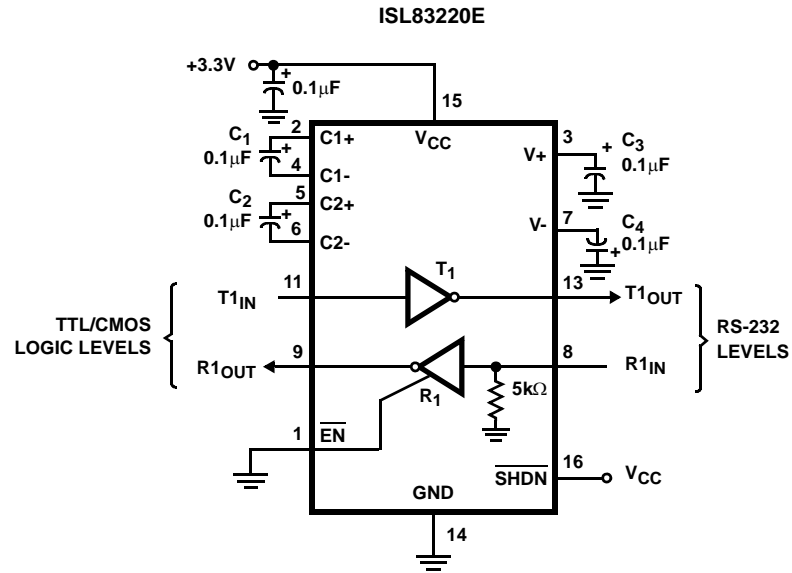 ISL83220E
+3.3V
+
0.1μF
15
VCC
C1
0.1μF
+
2
C1+
4
C1-
C2
0.1μF
+
5
C2+
6
C2-
3
V+
+
C3
0.1μF
7
V-
C4
0.1μF
+
TTL/CMOS
LOGIC LEVELS
T1IN
11
T1
13
T1OUT
R1OUT
9
R1
5kΩ
8
R1IN
RS-232
LEVELS
1
EN
SHDN
16
VCC
GND
14